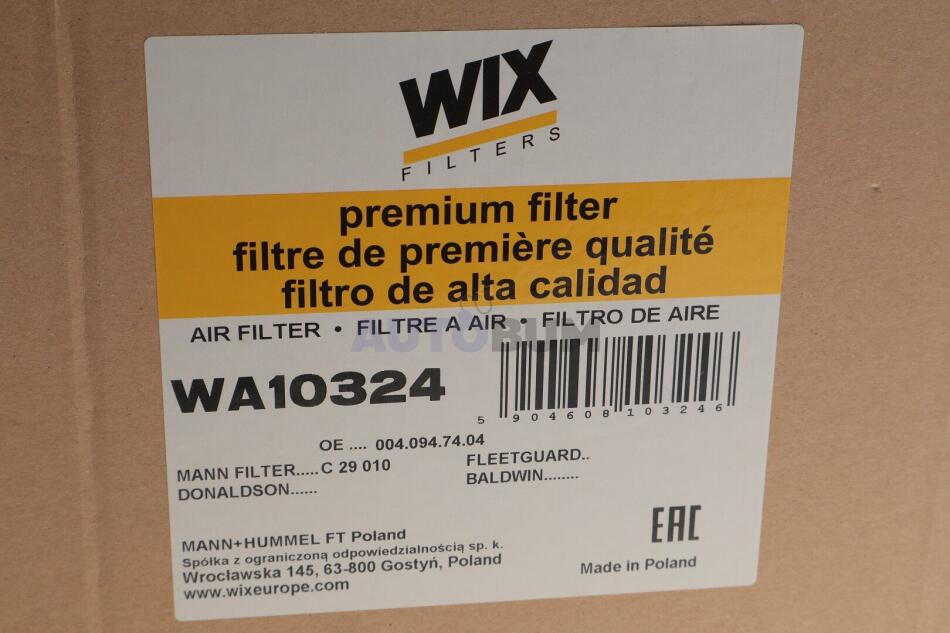 WIX
FILTERS
premium filter
filtre de première qualité
filtro de alta calidad
AIR FILTER • FILTRE A AIR • FILTRO DE AIRE
AUTOBUM
WA10324
5 904608 103246
OE .... 004.094.74.04
MANN FILTER.....C 29 010
FLEETGUARD..
DONALDSON......
BALDWIN........
EAC
MANN+HUMMEL FT Poland
Spółka z ograniczoną odpowiedzialnością sp. k.
Wrocławska 145, 63-800 Gostyń, Poland
www.wixeurope.com
Made in Poland